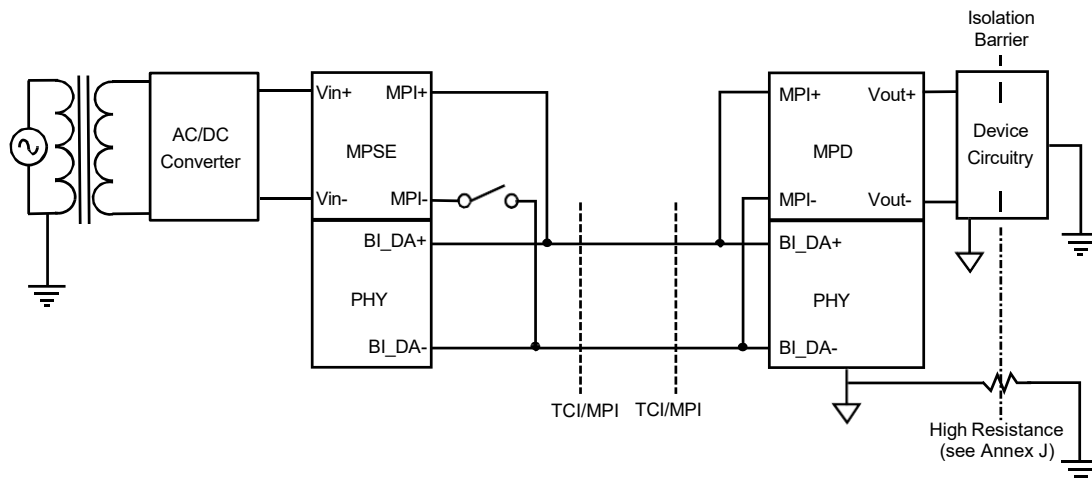 Isolation
Barrier
AC/DC
Converter
Vin+
MPI+
MPSE
Vin-
MPI-
BI_DA+
PHY
BI_DA-
TCI/MPI
TCI/MPI
MPI+
Vout+
MPD
MPI-
Vout-
BI_DA+
PHY
BI_DA-
Device
Circuitry
High Resistance
(see Annex J)